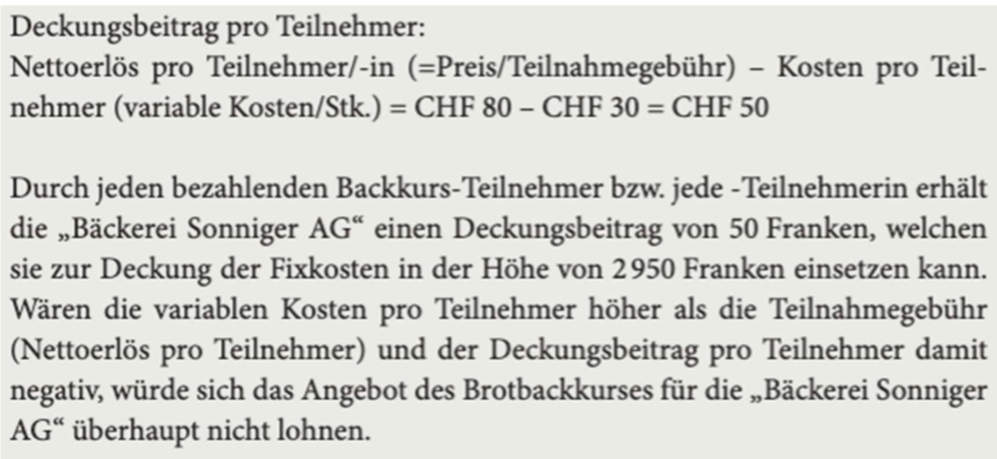 Deckungsbeitrag pro Teilnehmer:
Nettoerlös pro Teilnehmer/-in (=Preis/Teilnahmegebühr) – Kosten pro Teil-
nehmer (variable Kosten/Stk.) = CHF 80 – CHF 30 = CHF 50
Durch jeden bezahlenden Backkurs-Teilnehmer bzw. jede -Teilnehmerin erhält
die „Bäckerei Sonniger AG“ einen Deckungsbeitrag von 50 Franken, welchen
sie zur Deckung der Fixkosten in der Höhe von 2 950 Franken einsetzen kann.
Wären die variablen Kosten pro Teilnehmer höher als die Teilnahmegebühr
(Nettoerlös pro Teilnehmer) und der Deckungsbeitrag pro Teilnehmer damit
negativ, würde sich das Angebot des Brotbackkurses für die „Bäckerei Sonniger
AG“ überhaupt nicht lohnen.